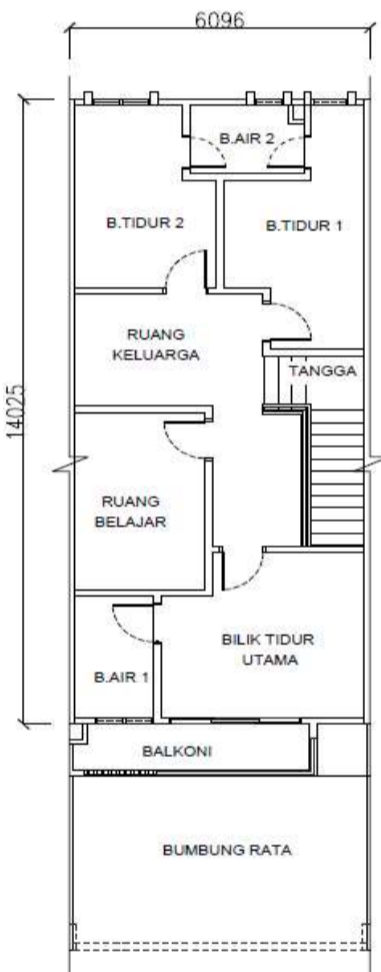 6096
B.AIR 2
B.TIDUR 2
B.TIDUR 1
RUANG
KELUARGA
TANGGA
14025
RUANG
BELAJAR
BILIK TIDUR
UTAMA
B.AIR 1
BALKONI
BUMBUNG RATA